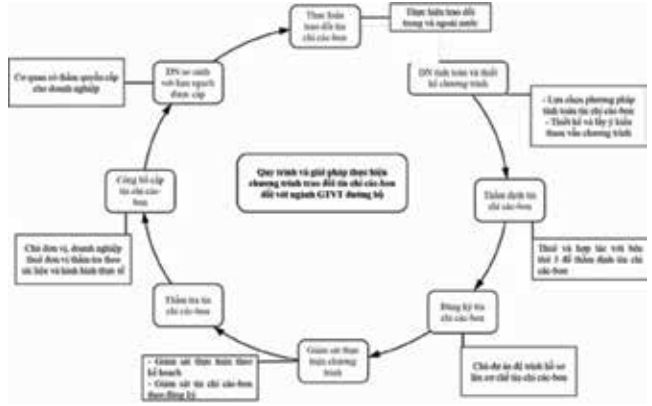 Thực hiện
trao đổi tín
chỉ các-bon
Thực hiện trao đổi
trong và ngoài nước
DN tính toán và thiết
kế chương trình
- Lựa chọn phương pháp
tính toán tín chỉ các-bon
- Thiết kế và lấy ý kiến
tham vấn chương trình
Thẩm định tín
chỉ các-bon
Thuê và hợp tác với bên
thứ 3 để thẩm định tín chỉ
các-bon
Đăng ký tín
chỉ các-bon
Chủ dự án đệ trình hồ sơ
lên cơ chế tín chỉ các-bon
Giám sát thực
hiện chương
trình
- Giám sát thực hiện theo
kế hoạch
- Giám sát tín chỉ các-bon
theo đăng ký
Thẩm tra tín
chỉ các-bon
Chủ đơn vị, doanh nghiệp
thuê đơn vị thẩm tra theo
tài liệu và hình thực tế
Công bố cấp
tín chỉ các-
bon
DN so sánh
với hạn ngạch
được cấp
Cơ quan có thẩm quyền cấp
cho doanh nghiệp
Quy trình và giải pháp thực hiện
chương trình trao đổi tín chỉ các-bon
đối với ngành GTVT đường bộ